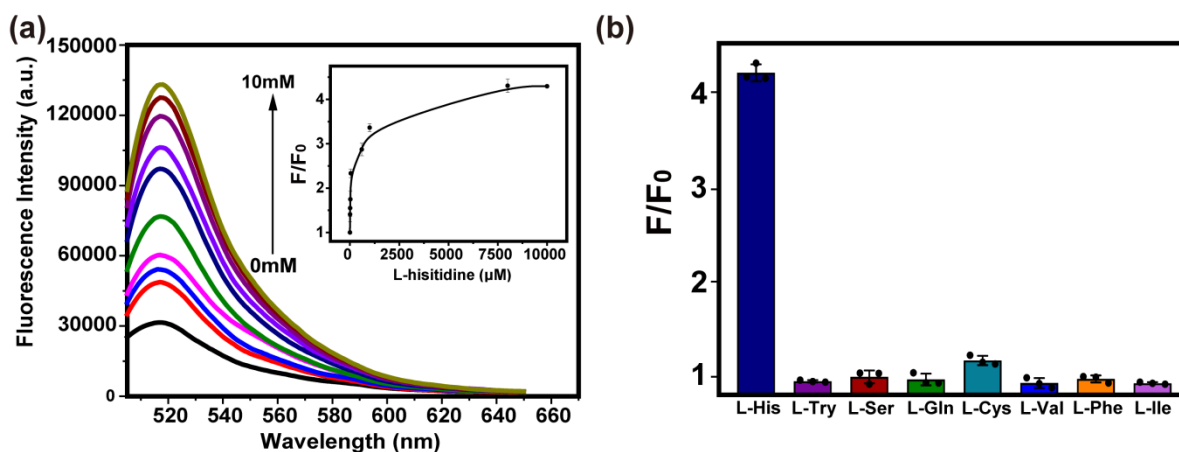 (a)
150000
120000
90000
60000
30000
0
Fluorescence Intensity (a.u.)
520 540 560 580 600 620 640 660
Wavelength (nm)
10mM
0mM
4
3
2
1
F/F0
0 2500 5000 7500 10000
L-hisitidine (μM)
(b)
4
3
2
1
F/F0
L-His L-Try L-Ser L-Gln L-Cys L-Val L-Phe L-Ile